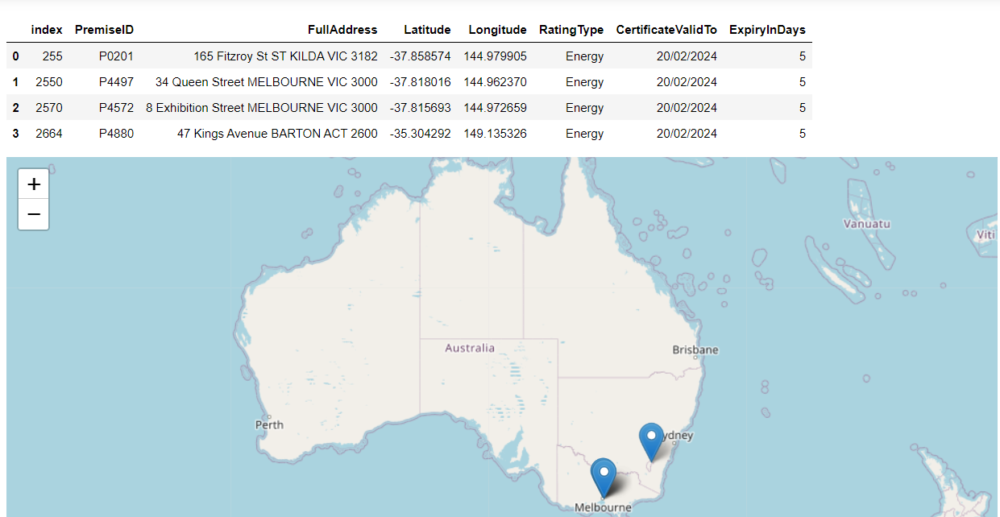 index PremiseID FullAddress Latitude Longitude RatingType CertificateValidTo ExpiryInDays
0 255 P0201 165 Fitzroy St ST KILDA VIC 3182 -37.858574 144.979905 Energy 20/02/2024 5
1 2550 P4497 34 Queen Street MELBOURNE VIC 3000 -37.818016 144.962370 Energy 20/02/2024 5
2 2570 P4572 8 Exhibition Street MELBOURNE VIC 3000 -37.815693 144.972659 Energy 20/02/2024 5
3 2664 P4880 47 Kings Avenue BARTON ACT 2600 -35.304292 149.135326 Energy 20/02/2024 5
+
−
Vanuatu
Viti
Australia
Brisbane
Perth
ydney
Melbourne